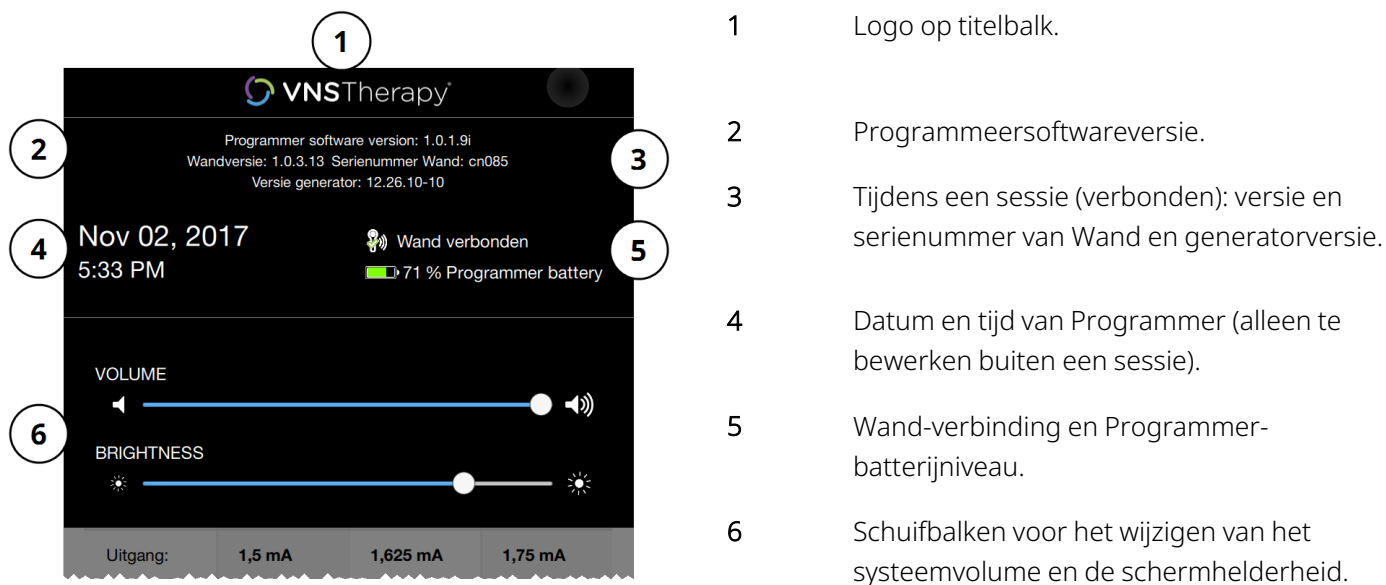 1
VNSTherapy
2
Programmer software version: 1.0.1.9i
Wandversie: 1.0.3.13 Serienummer Wand: cn085
Versie generator: 12.26.10-10
3
4
Nov 02, 2017
5:33 PM
Wand verbonden
71 % Programmer battery
5
VOLUME
6
BRIGHTNESS
Uitgang: 1,5 mA 1,625 mA 1,75 mA
1 Logo op titelbalk.
2 Programmeersoftwareversie.
3 Tijdens een sessie (verbonden): versie en
serienummer van Wand en generatorversie.
4 Datum en tijd van Programmer (alleen te
bewerken buiten een sessie).
5 Wand-verbinding en Programmer-
batterijniveau.
6 Schuifbalken voor het wijzigen van het
systeemvolume en de schermhelderheid.